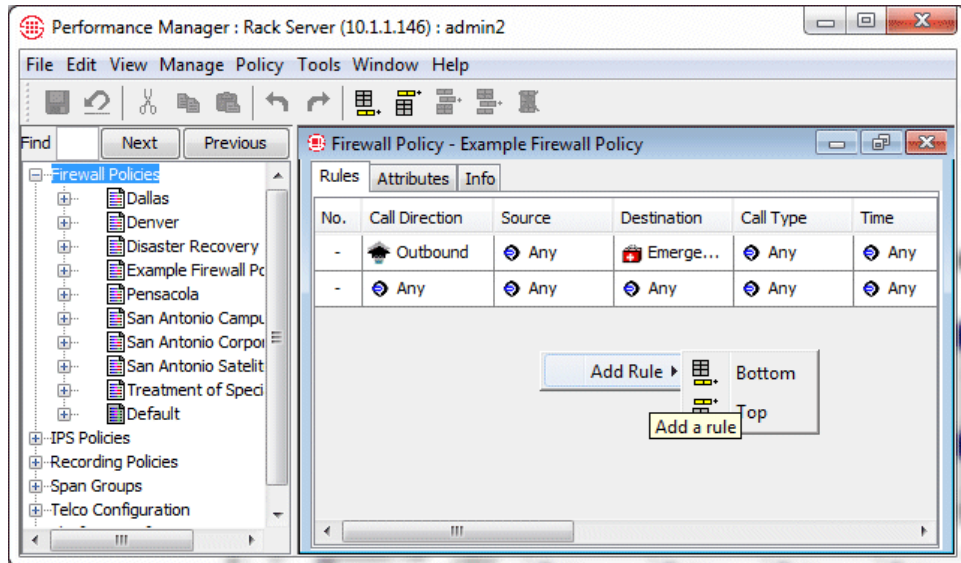 Performance Manager : Rack Server (10.1.1.146) : admin2
File Edit View Manage Policy Tools Window Help
Find Next Previous
Firewall Policies
Dallas
Denver
Disaster Recovery
Example Firewall Po
Pensacola
San Antonio Campu
San Antonio Corpor
San Antonio Satelit
Treatment of Speci
Default
IPS Policies
Recording Policies
Span Groups
Telco Configuration
Firewall Policy - Example Firewall Policy
Rules Attributes Info
No. Call Direction Source Destination Call Type Time
- Outbound Any Emerge... Any Any
- Any Any Any Any Any
Add Rule Bottom
Top
Add a rule